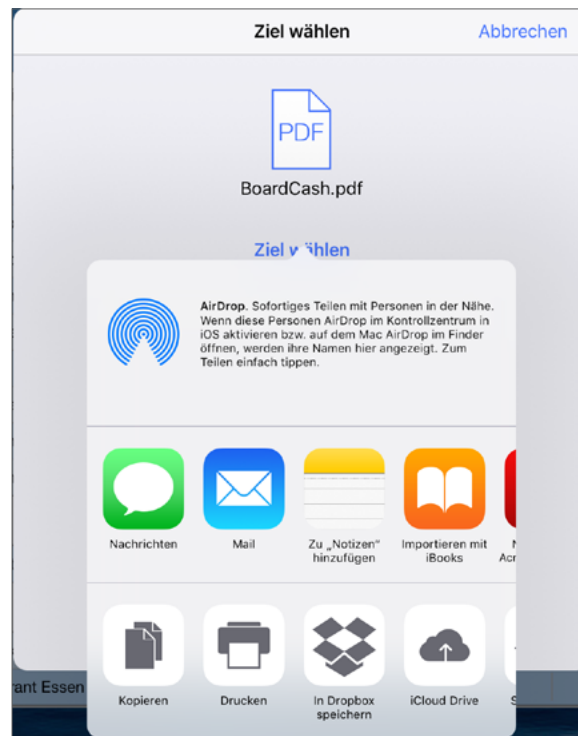 Ziel wählen
Abbrechen
PDF
BoardCash.pdf
Ziel wählen
AirDrop. Sofortiges Teilen mit Personen in der Nähe.
Wenn diese Personen AirDrop im Kontrollzentrum in
iOS aktivieren bzw. auf dem Mac AirDrop im Finder
öffnen, werden ihre Namen hier angezeigt. Zum
Teilen einfach tippen.
Nachrichten
Mail
Zu „Notizen“
hinzufügen
Importieren mit
iBooks
Kopieren
Drucken
In Dropbox
speichern
iCloud Drive
Essen